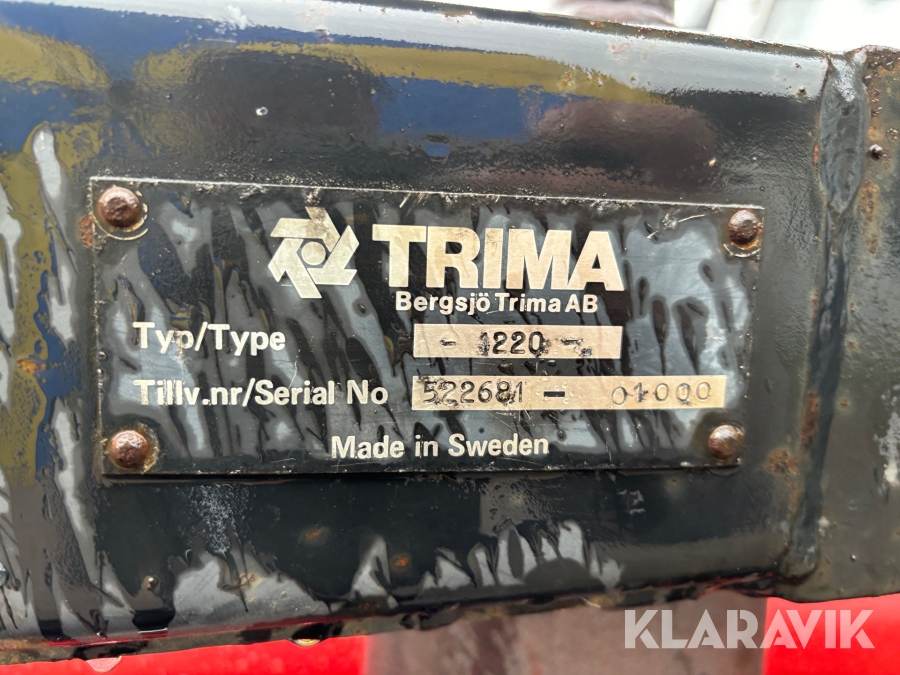 TRIMA
Bergsjö Trima AB
Typ/Type - 1220 -
Tillv.nr/Serial No 522681 - 01000
Made in Sweden
KLARAVIK